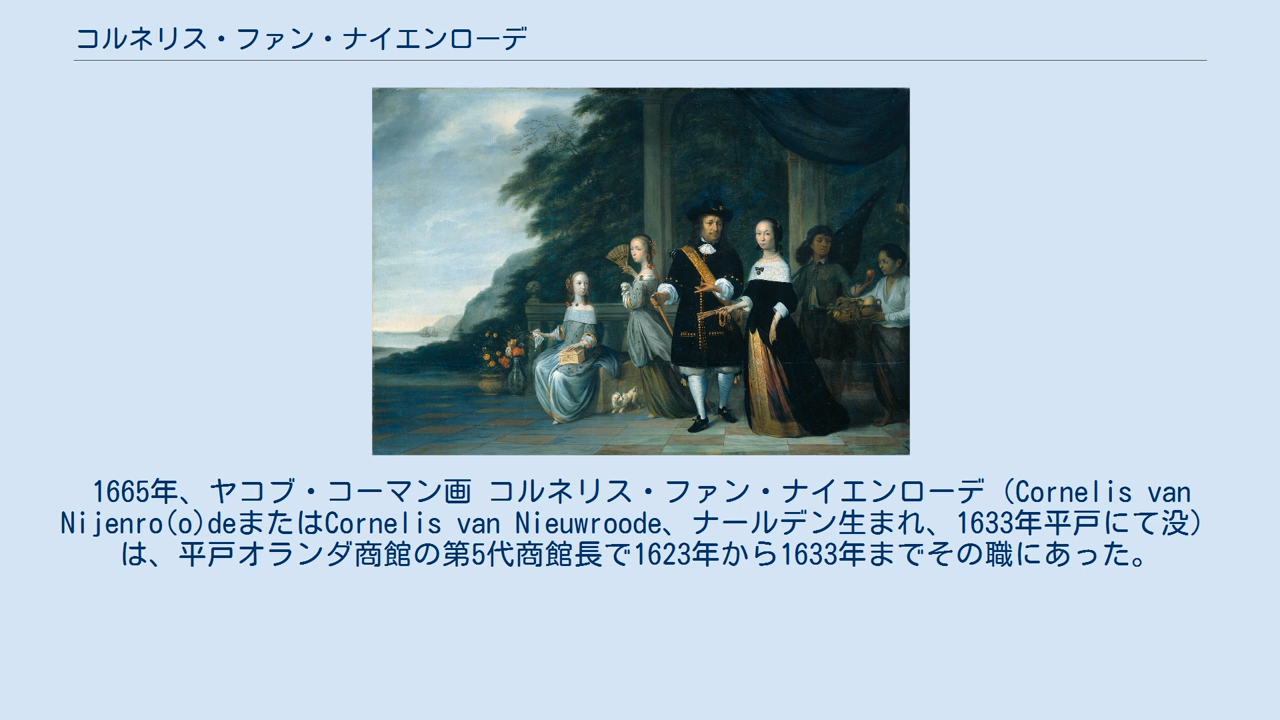 コルネリス・ファン・ナイエンローデ
1665年、ヤコブ・コーマン画 コルネリス・ファン・ナイエンローデ（Cornelis van
Nijenro(o)deまたはCornelis van Nieuwroode、ナールデン生まれ、1633年平戸にて没）
は、平戸オランダ商館の第5代商館長で1623年から1633年までその職にあった。